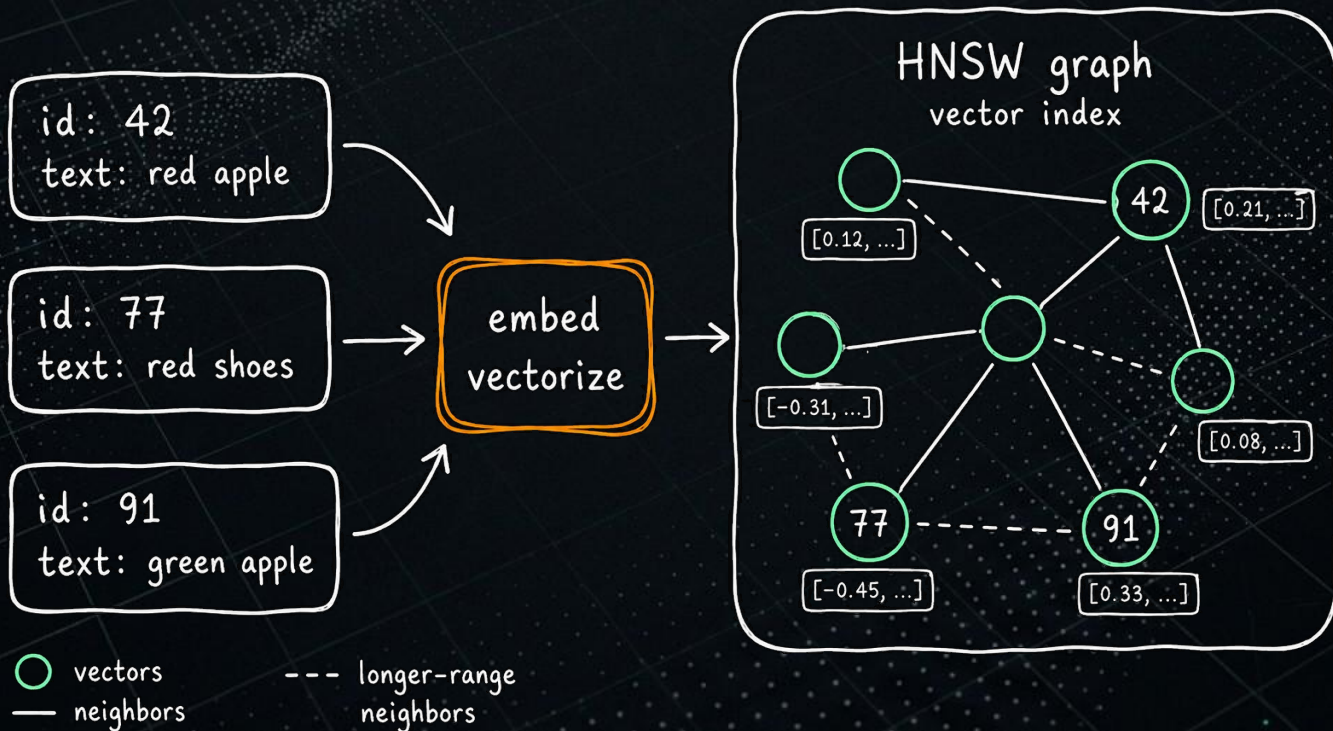 id: 42
text: red apple
id: 77
text: red shoes
id: 91
text: green apple
embed
vectorize
HNSW graph
vector index
42
[0.21, ...]
[0.12, ...]
[-0.31, ...]
[0.08, ...]
77
91
[-0.45, ...]
[0.33, ...]
vectors
neighbors
longer-range
neighbors